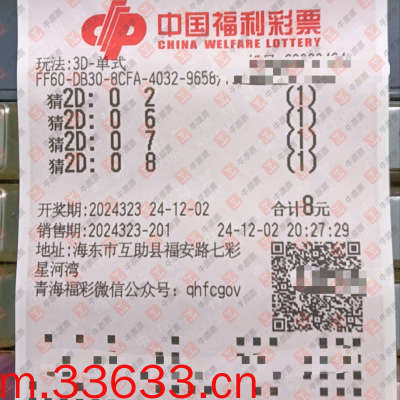 中国福利彩票
CHINA WELFARE LOTTERY
玩法:3D-单式
FF60-DB30-8CFA-4032-9658,
猜2D: 0 2 (1)
猜2D: 0 6 (1)
猜2D: 0 7 (1)
猜2D: 0 8 (1)
开奖期:2024323 24-12-02 合计8元
销售期:2024323-201 24-12-02 20:27:29
地址:海东市互助县福安路七彩
星河湾
青海福彩微信公众号: qhfcgov
m.33633.cn